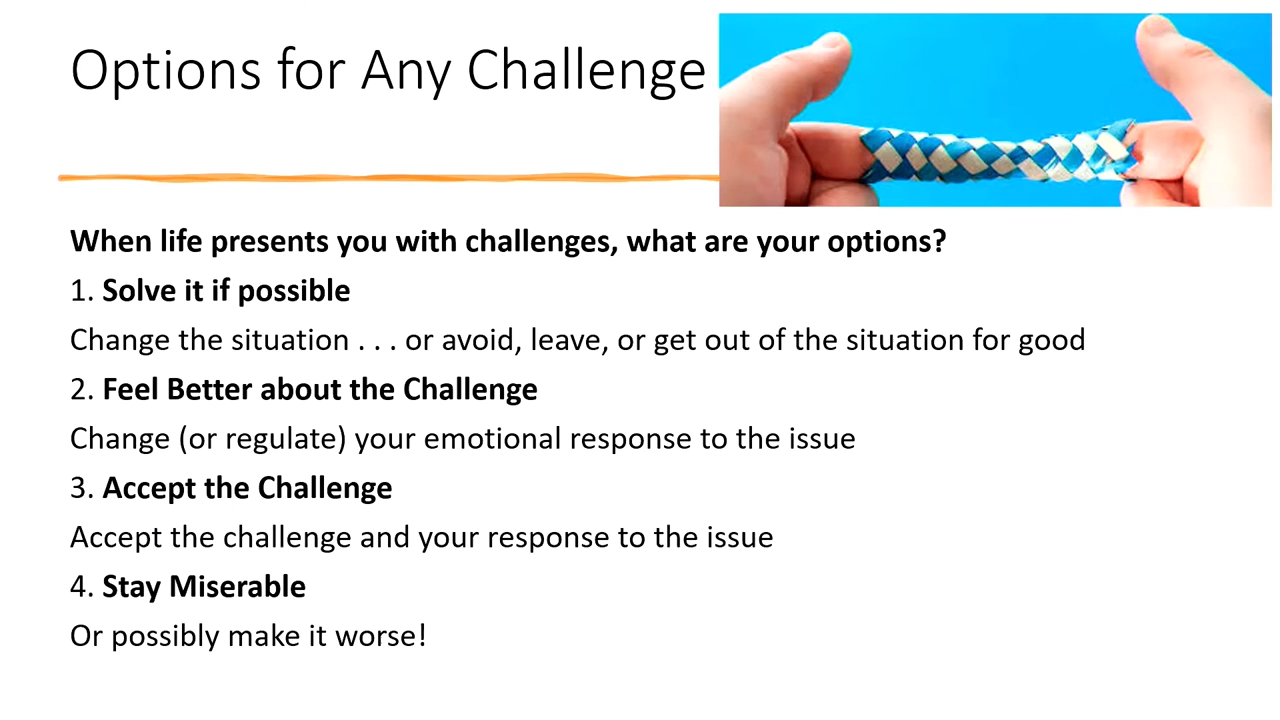 Options for Any Challenge
When life presents you with challenges, what are your options?
1. Solve it if possible
Change the situation . . . or avoid, leave, or get out of the situation for good
2. Feel Better about the Challenge
Change (or regulate) your emotional response to the issue
3. Accept the Challenge
Accept the challenge and your response to the issue
4. Stay Miserable
Or possibly make it worse!